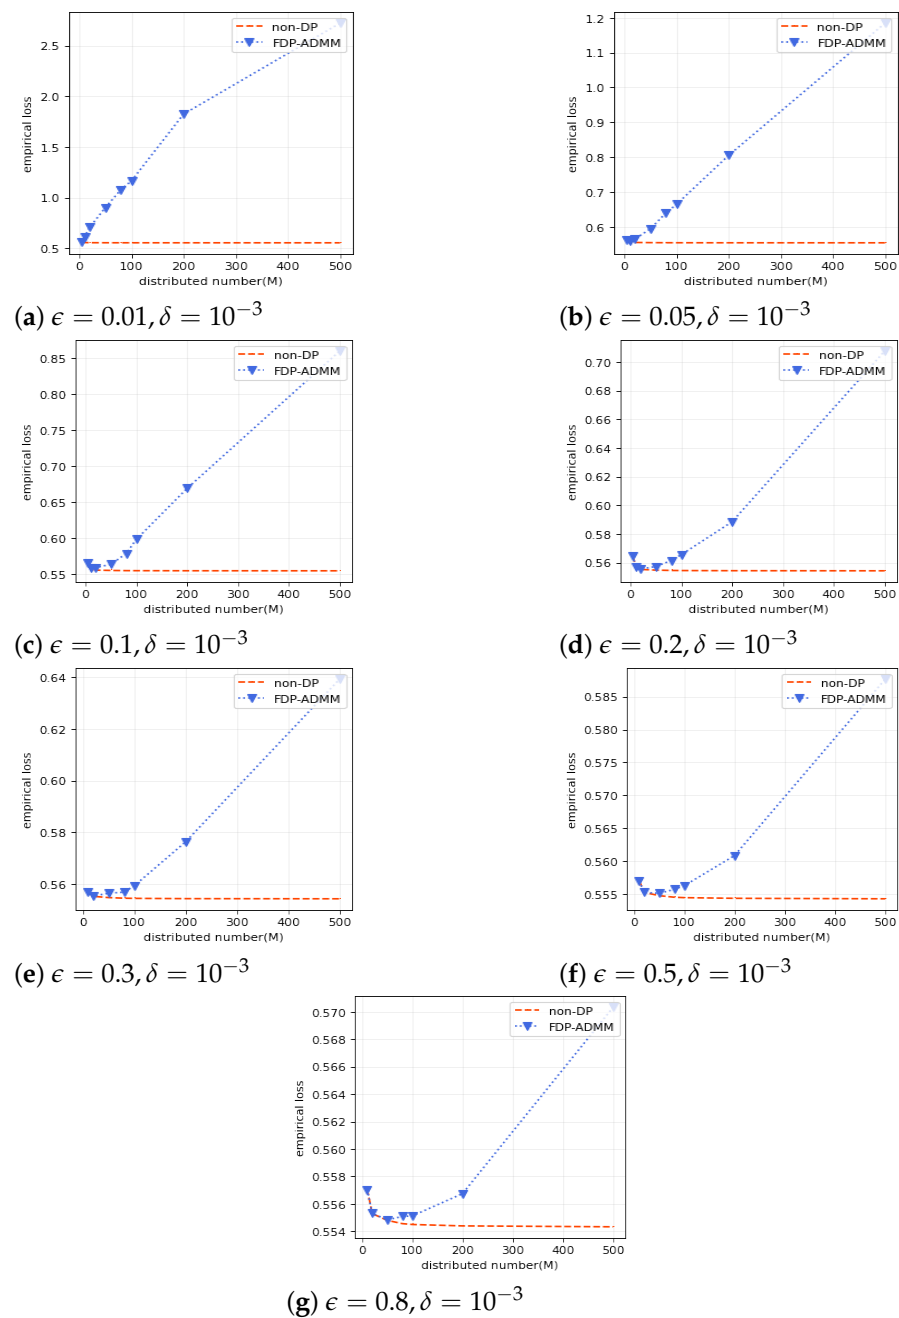 non-DP
FDP-ADMM
empirical loss
2.5
2.0
1.5
1.0
0.5
0 100 200 300 400 500
distributed number(M)
(a) ϵ = 0.01, δ = 10⁻³
non-DP
FDP-ADMM
empirical loss
1.2
1.1
1.0
0.9
0.8
0.7
0.6
0 100 200 300 400 500
distributed number(M)
(b) ϵ = 0.05, δ = 10⁻³
non-DP
FDP-ADMM
empirical loss
0.85
0.80
0.75
0.70
0.65
0.60
0.55
0 100 200 300 400 500
distributed number(M)
(c) ϵ = 0.1, δ = 10⁻³
non-DP
FDP-ADMM
empirical loss
0.70
0.68
0.66
0.64
0.62
0.60
0.58
0.56
0 100 200 300 400 500
distributed number(M)
(d) ϵ = 0.2, δ = 10⁻³
non-DP
FDP-ADMM
empirical loss
0.64
0.62
0.60
0.58
0.56
0 100 200 300 400 500
distributed number(M)
(e) ϵ = 0.3, δ = 10⁻³
non-DP
FDP-ADMM
empirical loss
0.585
0.580
0.575
0.570
0.565
0.560
0.555
0 100 200 300 400 500
distributed number(M)
(f) ϵ = 0.5, δ = 10⁻³
non-DP
FDP-ADMM
empirical loss
0.570
0.568
0.566
0.564
0.562
0.560
0.558
0.556
0.554
0 100 200 300 400 500
distributed number(M)
(g) ϵ = 0.8, δ = 10⁻³